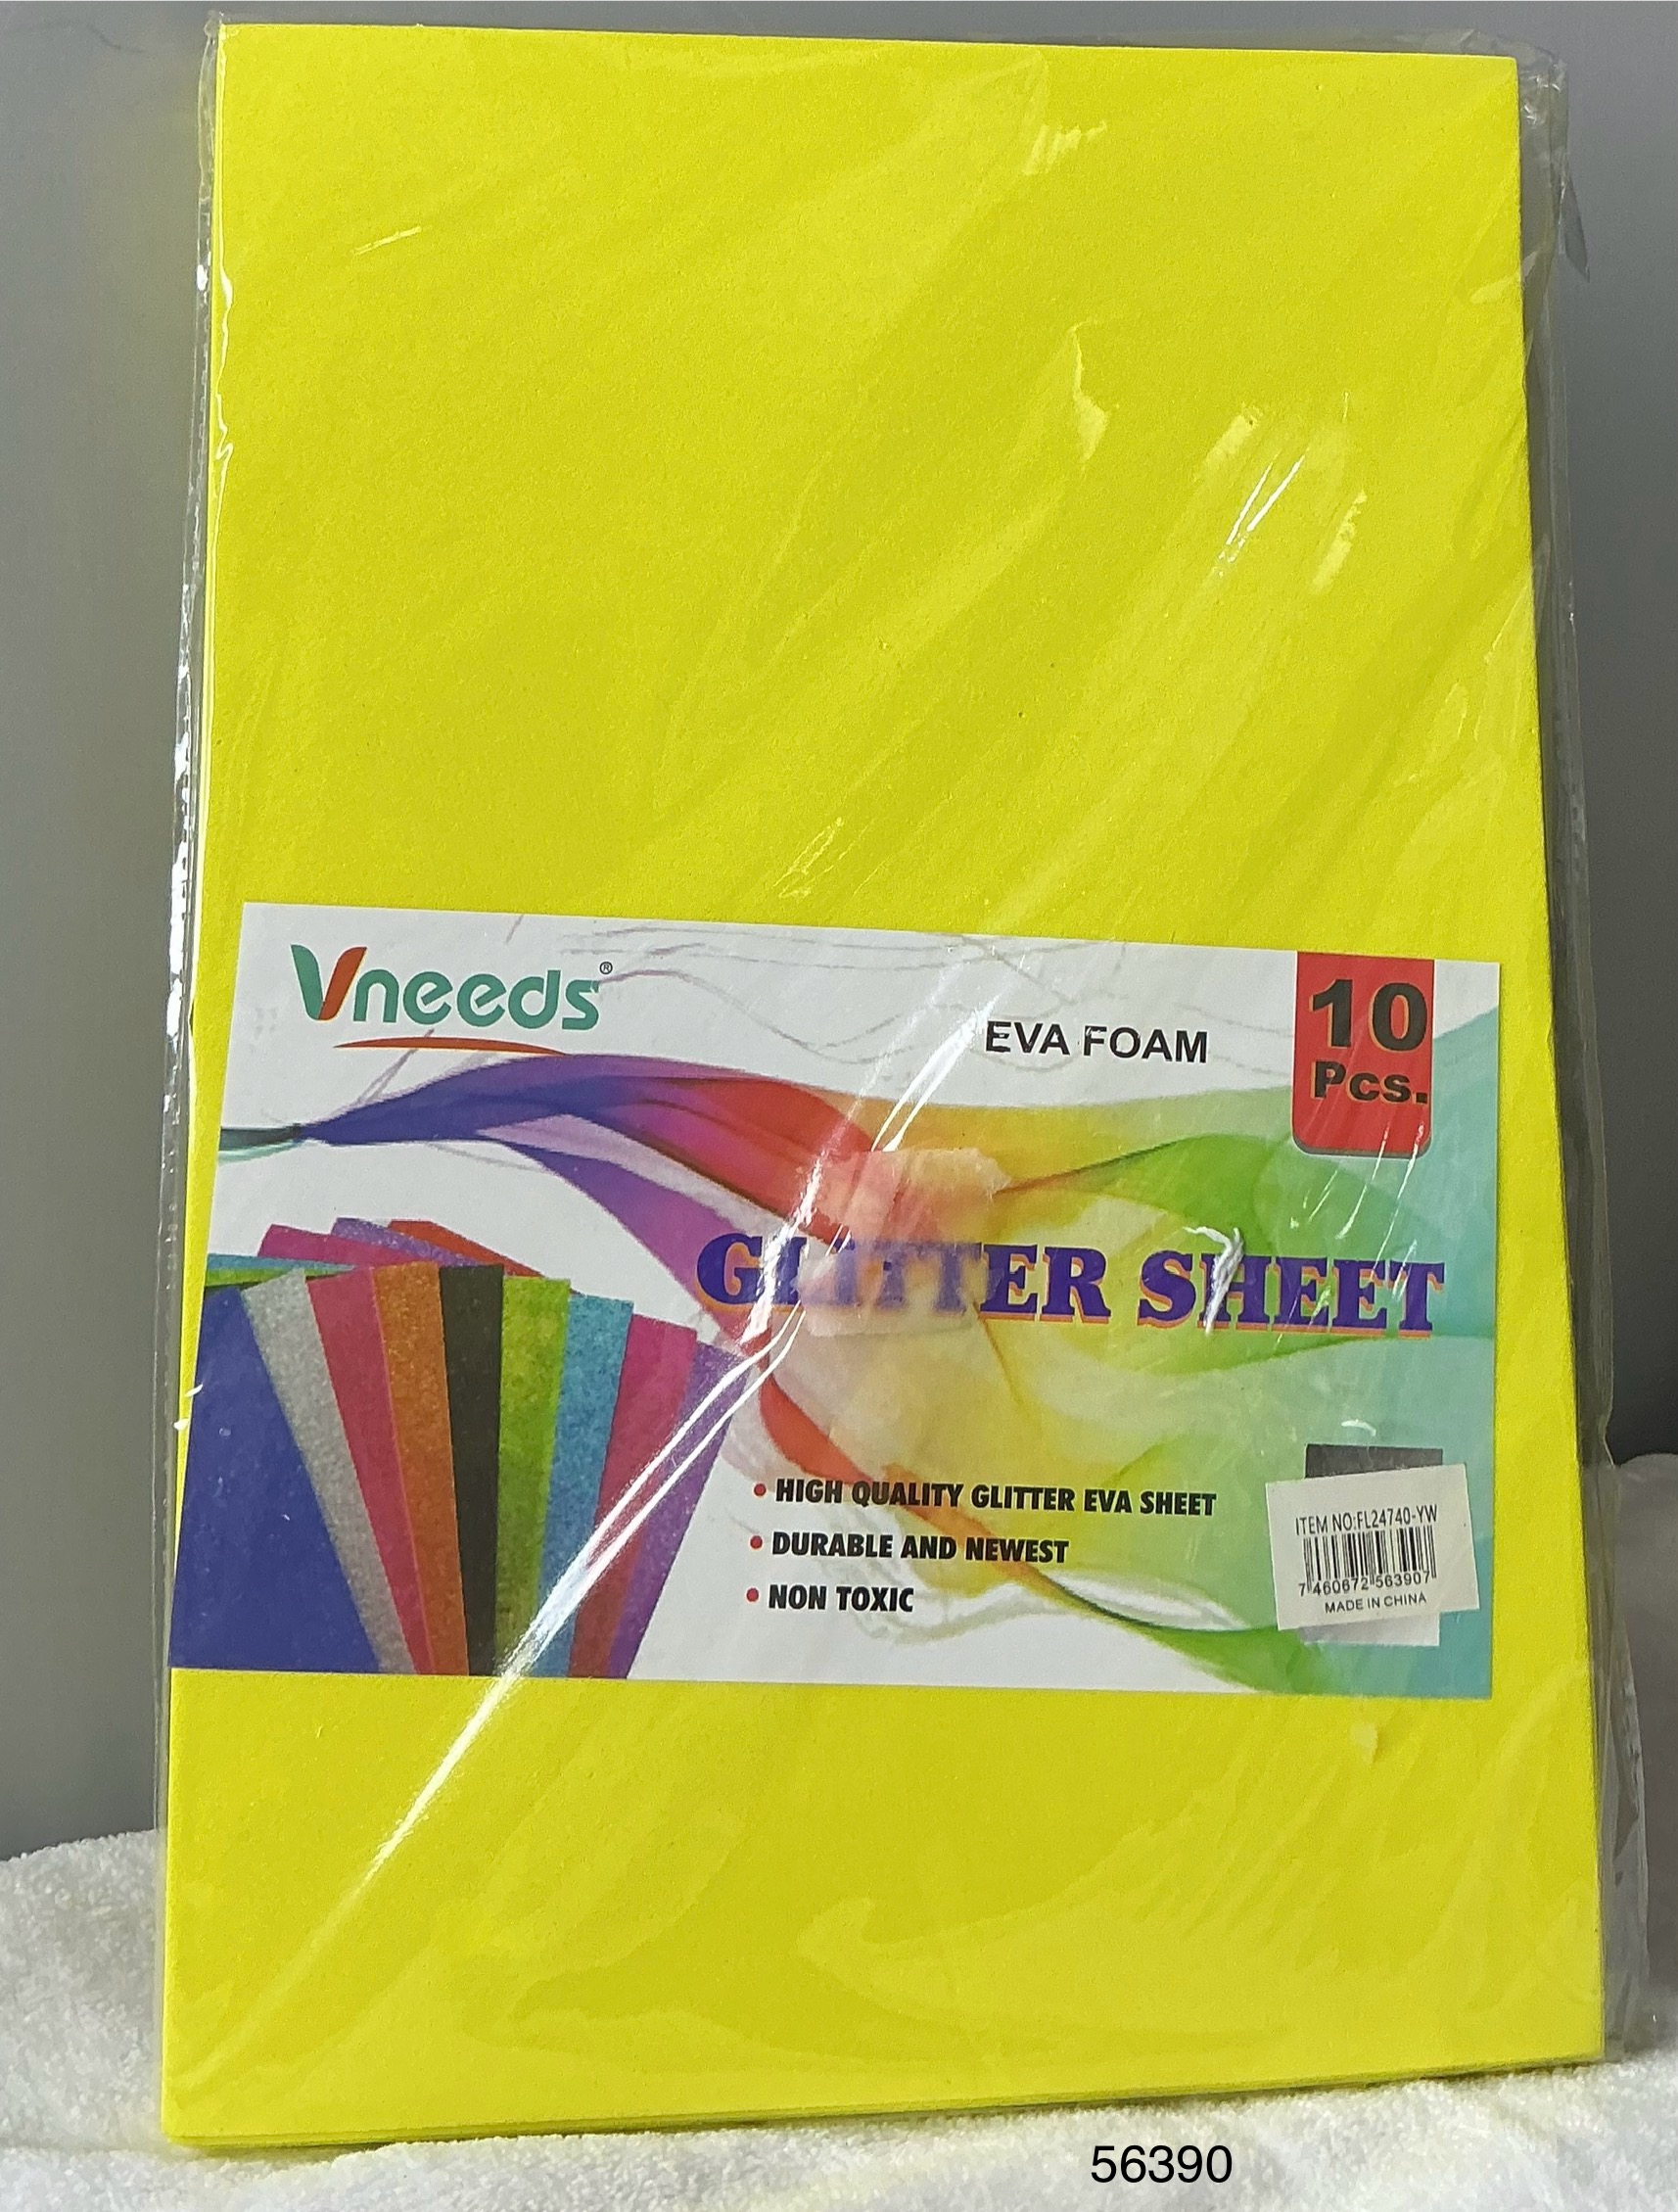 Vneeds®
EVA FOAM
10
Pcs.
GLITTER SHEET
• HIGH QUALITY GLITTER EVA SHEET
• DURABLE AND NEWEST
• NON TOXIC
ITEM NO:FL24740-YW
7 460672 563907
MADE IN CHINA
56390